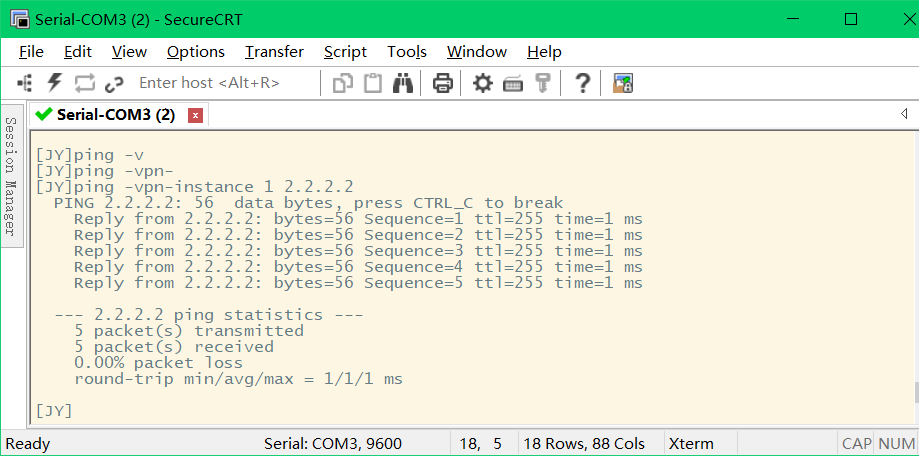 Serial-COM3 (2) - SecureCRT
File Edit View Options Transfer Script Tools Window Help
Enter host <Alt+R>
Serial-COM3 (2)
Session Manager
[JY]ping -v
[JY]ping -vpn-
[JY]ping -vpn-instance 1 2.2.2.2
  PING 2.2.2.2: 56  data bytes, press CTRL_C to break
    Reply from 2.2.2.2: bytes=56 Sequence=1 ttl=255 time=1 ms
    Reply from 2.2.2.2: bytes=56 Sequence=2 ttl=255 time=1 ms
    Reply from 2.2.2.2: bytes=56 Sequence=3 ttl=255 time=1 ms
    Reply from 2.2.2.2: bytes=56 Sequence=4 ttl=255 time=1 ms
    Reply from 2.2.2.2: bytes=56 Sequence=5 ttl=255 time=1 ms
  --- 2.2.2.2 ping statistics ---
    5 packet(s) transmitted
    5 packet(s) received
    0.00% packet loss
    round-trip min/avg/max = 1/1/1 ms
[JY]
Ready Serial: COM3, 9600 18, 5 18 Rows, 88 Cols Xterm CAP NUM